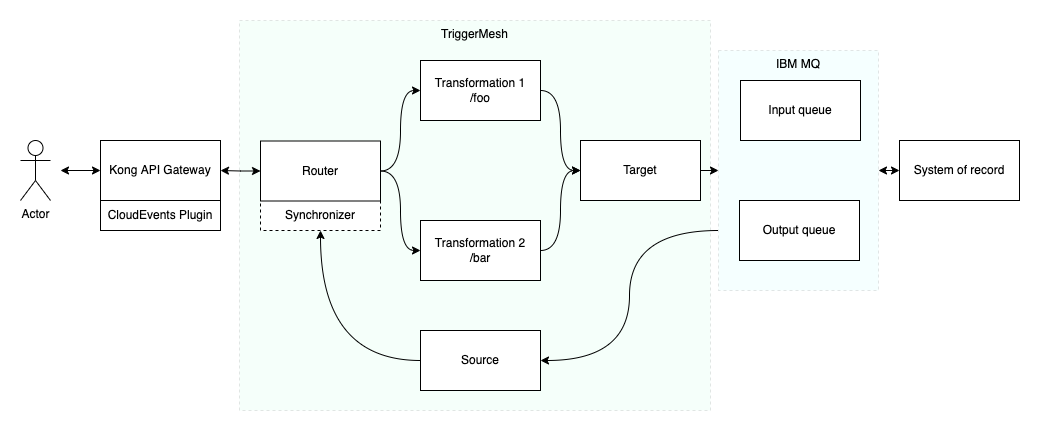 TriggerMesh
IBM MQ
Transformation 1
/foo
Input queue
Kong API Gateway
Router
Target
System of record
Actor
CloudEvents Plugin
Synchronizer
Transformation 2
/bar
Output queue
Source